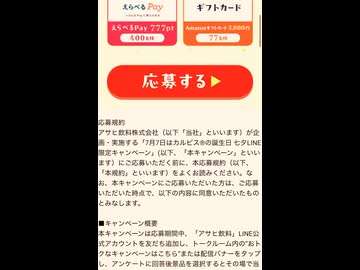 えらべる Pay
ギフトカード
えらべるPay 777pt
400名様
Amazonギフトカード 3,000円
77名様
応募する
応募規約
アサヒ飲料株式会社（以下「当社」といいます）が企
画・実施する「7月7日はカルピス®の誕生日 七夕LINE
限定キャンペーン」(以下、「本キャンペーン」といい
ます）にご応募いただく前に、本応募規約（以下、
「本規約」といいます）をよくお読みください。な
お、本キャンペーンにご応募いただいた方は、ご応募
いただいた時点で、以下の内容に同意いただいたもの
とみなします。
■キャンペーン概要
本キャンペーンは応募期間中、「アサヒ飲料」LINE公
式アカウントを友だち追加し、トークルーム内の"おト
クなキャンペーンはこちら"または配信バナーをタップ
し、アンケートに回答後景品を選択するとその場で当